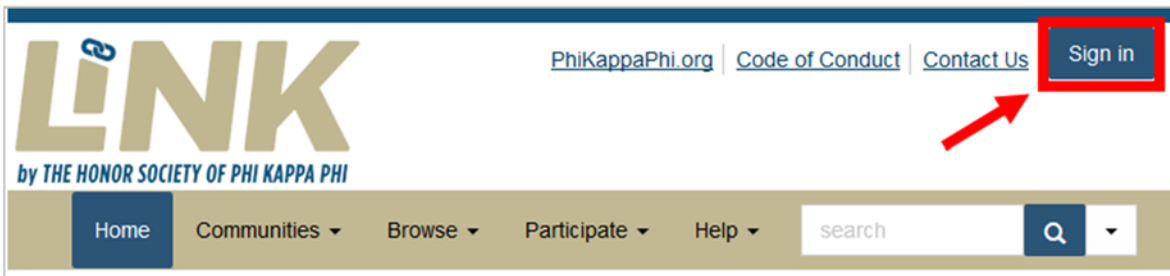 LiNK
by THE HONOR SOCIETY OF PHI KAPPA PHI
PhiKappaPhi.org Code of Conduct Contact Us Sign in
Home Communities Browse Participate Help search